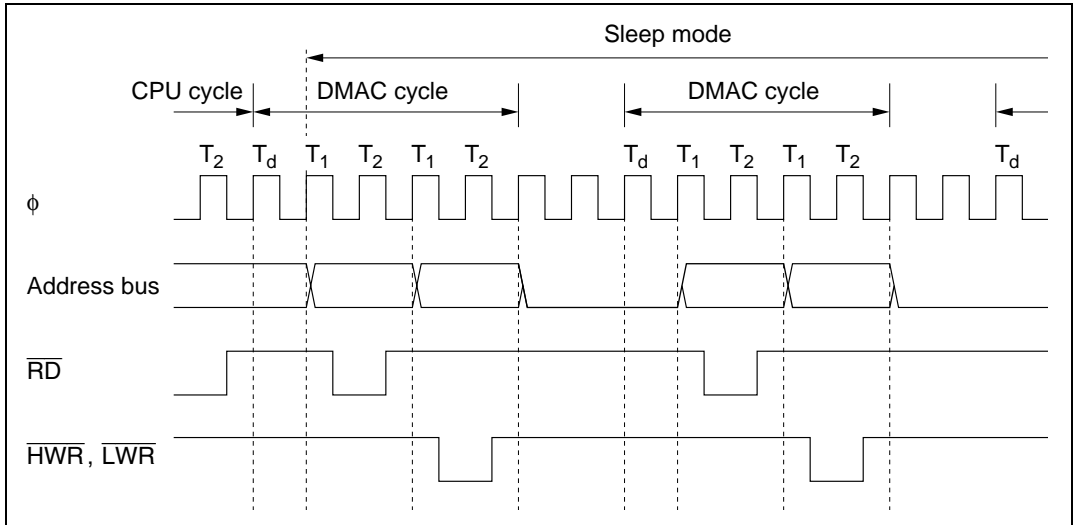 Sleep mode
CPU cycle DMAC cycle DMAC cycle
T2 Td T1 T2 T1 T2 Td T1 T2 T1 T2 Td
ϕ
Address bus
RD
HWR, LWR